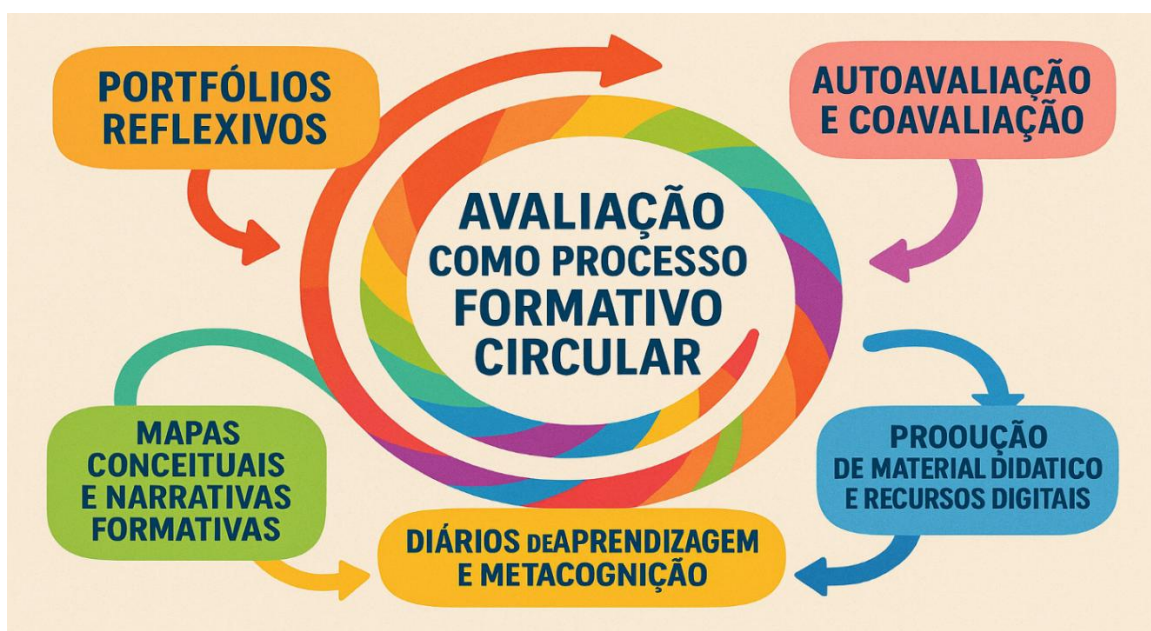 PORTFÓLIOS
REFLEXIVOS
AUTOAVALIAÇÃO
E COAVALIAÇÃO
AVALIAÇÃO
COMO PROCESSO
FORMATIVO
CIRCULAR
MAPAS
CONCEITUAIS
E NARRATIVAS
FORMATIVAS
PROOUÇÃO
DE MATERIAL DIDATICO
E RECURSOS DIGITAIS
DIÁRIOS DEAPRENDIZAGEM
E METACOGNIÇÃO